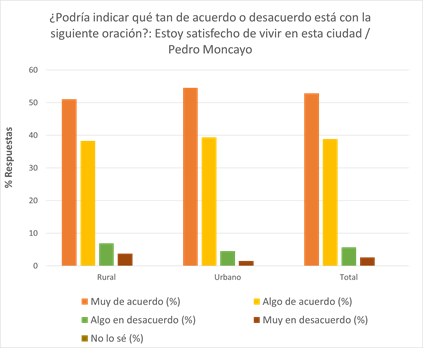 ¿Podría indicar qué tan de acuerdo o desacuerdo está con la
siguiente oración?: Estoy satisfecho de vivir en esta ciudad /
Pedro Moncayo
% Respuestas
60
50
40
30
20
10
0
Rural
Urbano
Total
Muy de acuerdo (%)
Algo de acuerdo (%)
Algo en desacuerdo (%)
Muy en desacuerdo (%)
No lo sé (%)